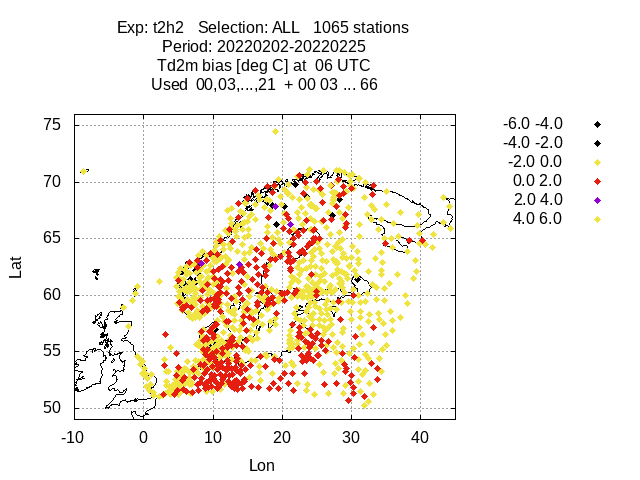 Exp: t2h2   Selection: ALL   1065 stations
Period: 20220202-20220225
Td2m bias [deg C] at  06 UTC
Used  00,03,...,21  + 00 03 ... 66
-6.0 -4.0
-4.0 -2.0
-2.0 0.0
0.0 2.0
2.0 4.0
4.0 6.0
75
70
65
60
55
50
Lat
-10 0 10 20 30 40
Lon